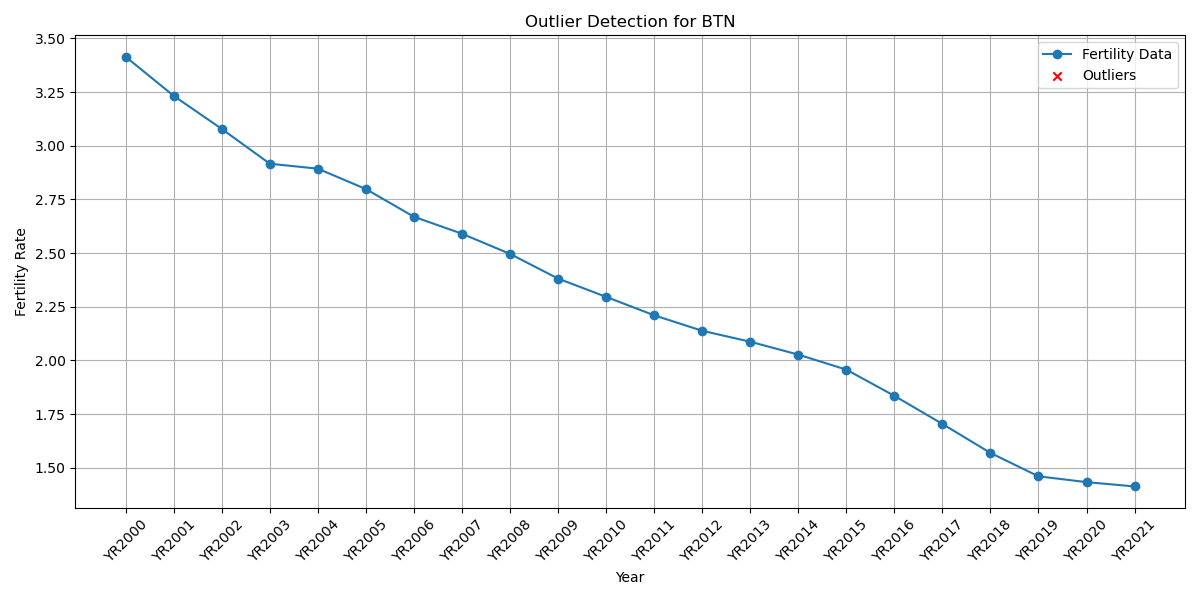 Outlier Detection for BTN
Fertility Data
Outliers
Fertility Rate
3.50
3.25
3.00
2.75
2.50
2.25
2.00
1.75
1.50
YR2000
YR2001
YR2002
YR2003
YR2004
YR2005
YR2006
YR2007
YR2008
YR2009
YR2010
YR2011
YR2012
YR2013
YR2014
YR2015
YR2016
YR2017
YR2018
YR2019
YR2020
YR2021
Year